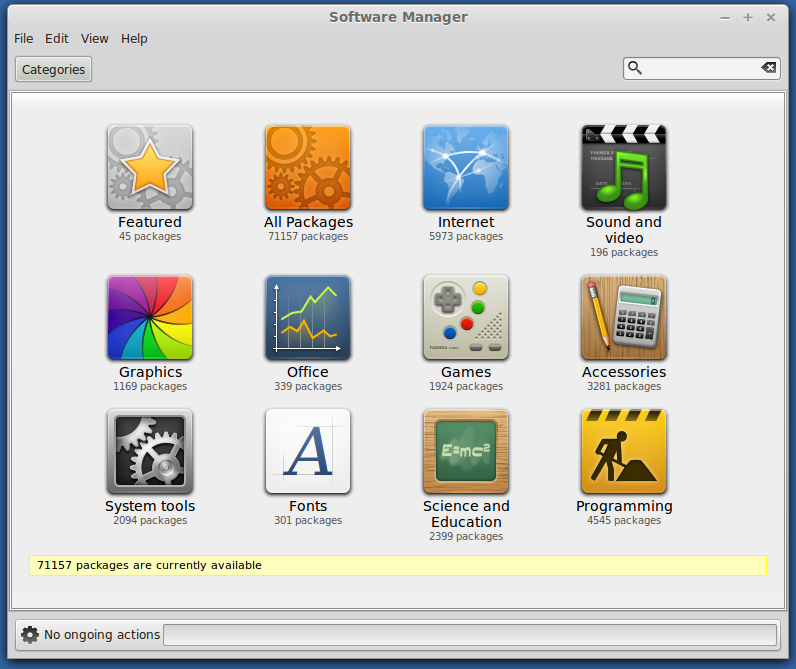 Software Manager
File Edit View Help
Categories
Featured
45 packages
All Packages
71157 packages
Internet
5973 packages
Sound and
video
196 packages
Graphics
1169 packages
Office
339 packages
Games
1924 packages
Accessories
3281 packages
System tools
2094 packages
A
Fonts
301 packages
E=mc²
Science and
Education
2399 packages
Programming
4545 packages
71157 packages are currently available
No ongoing actions